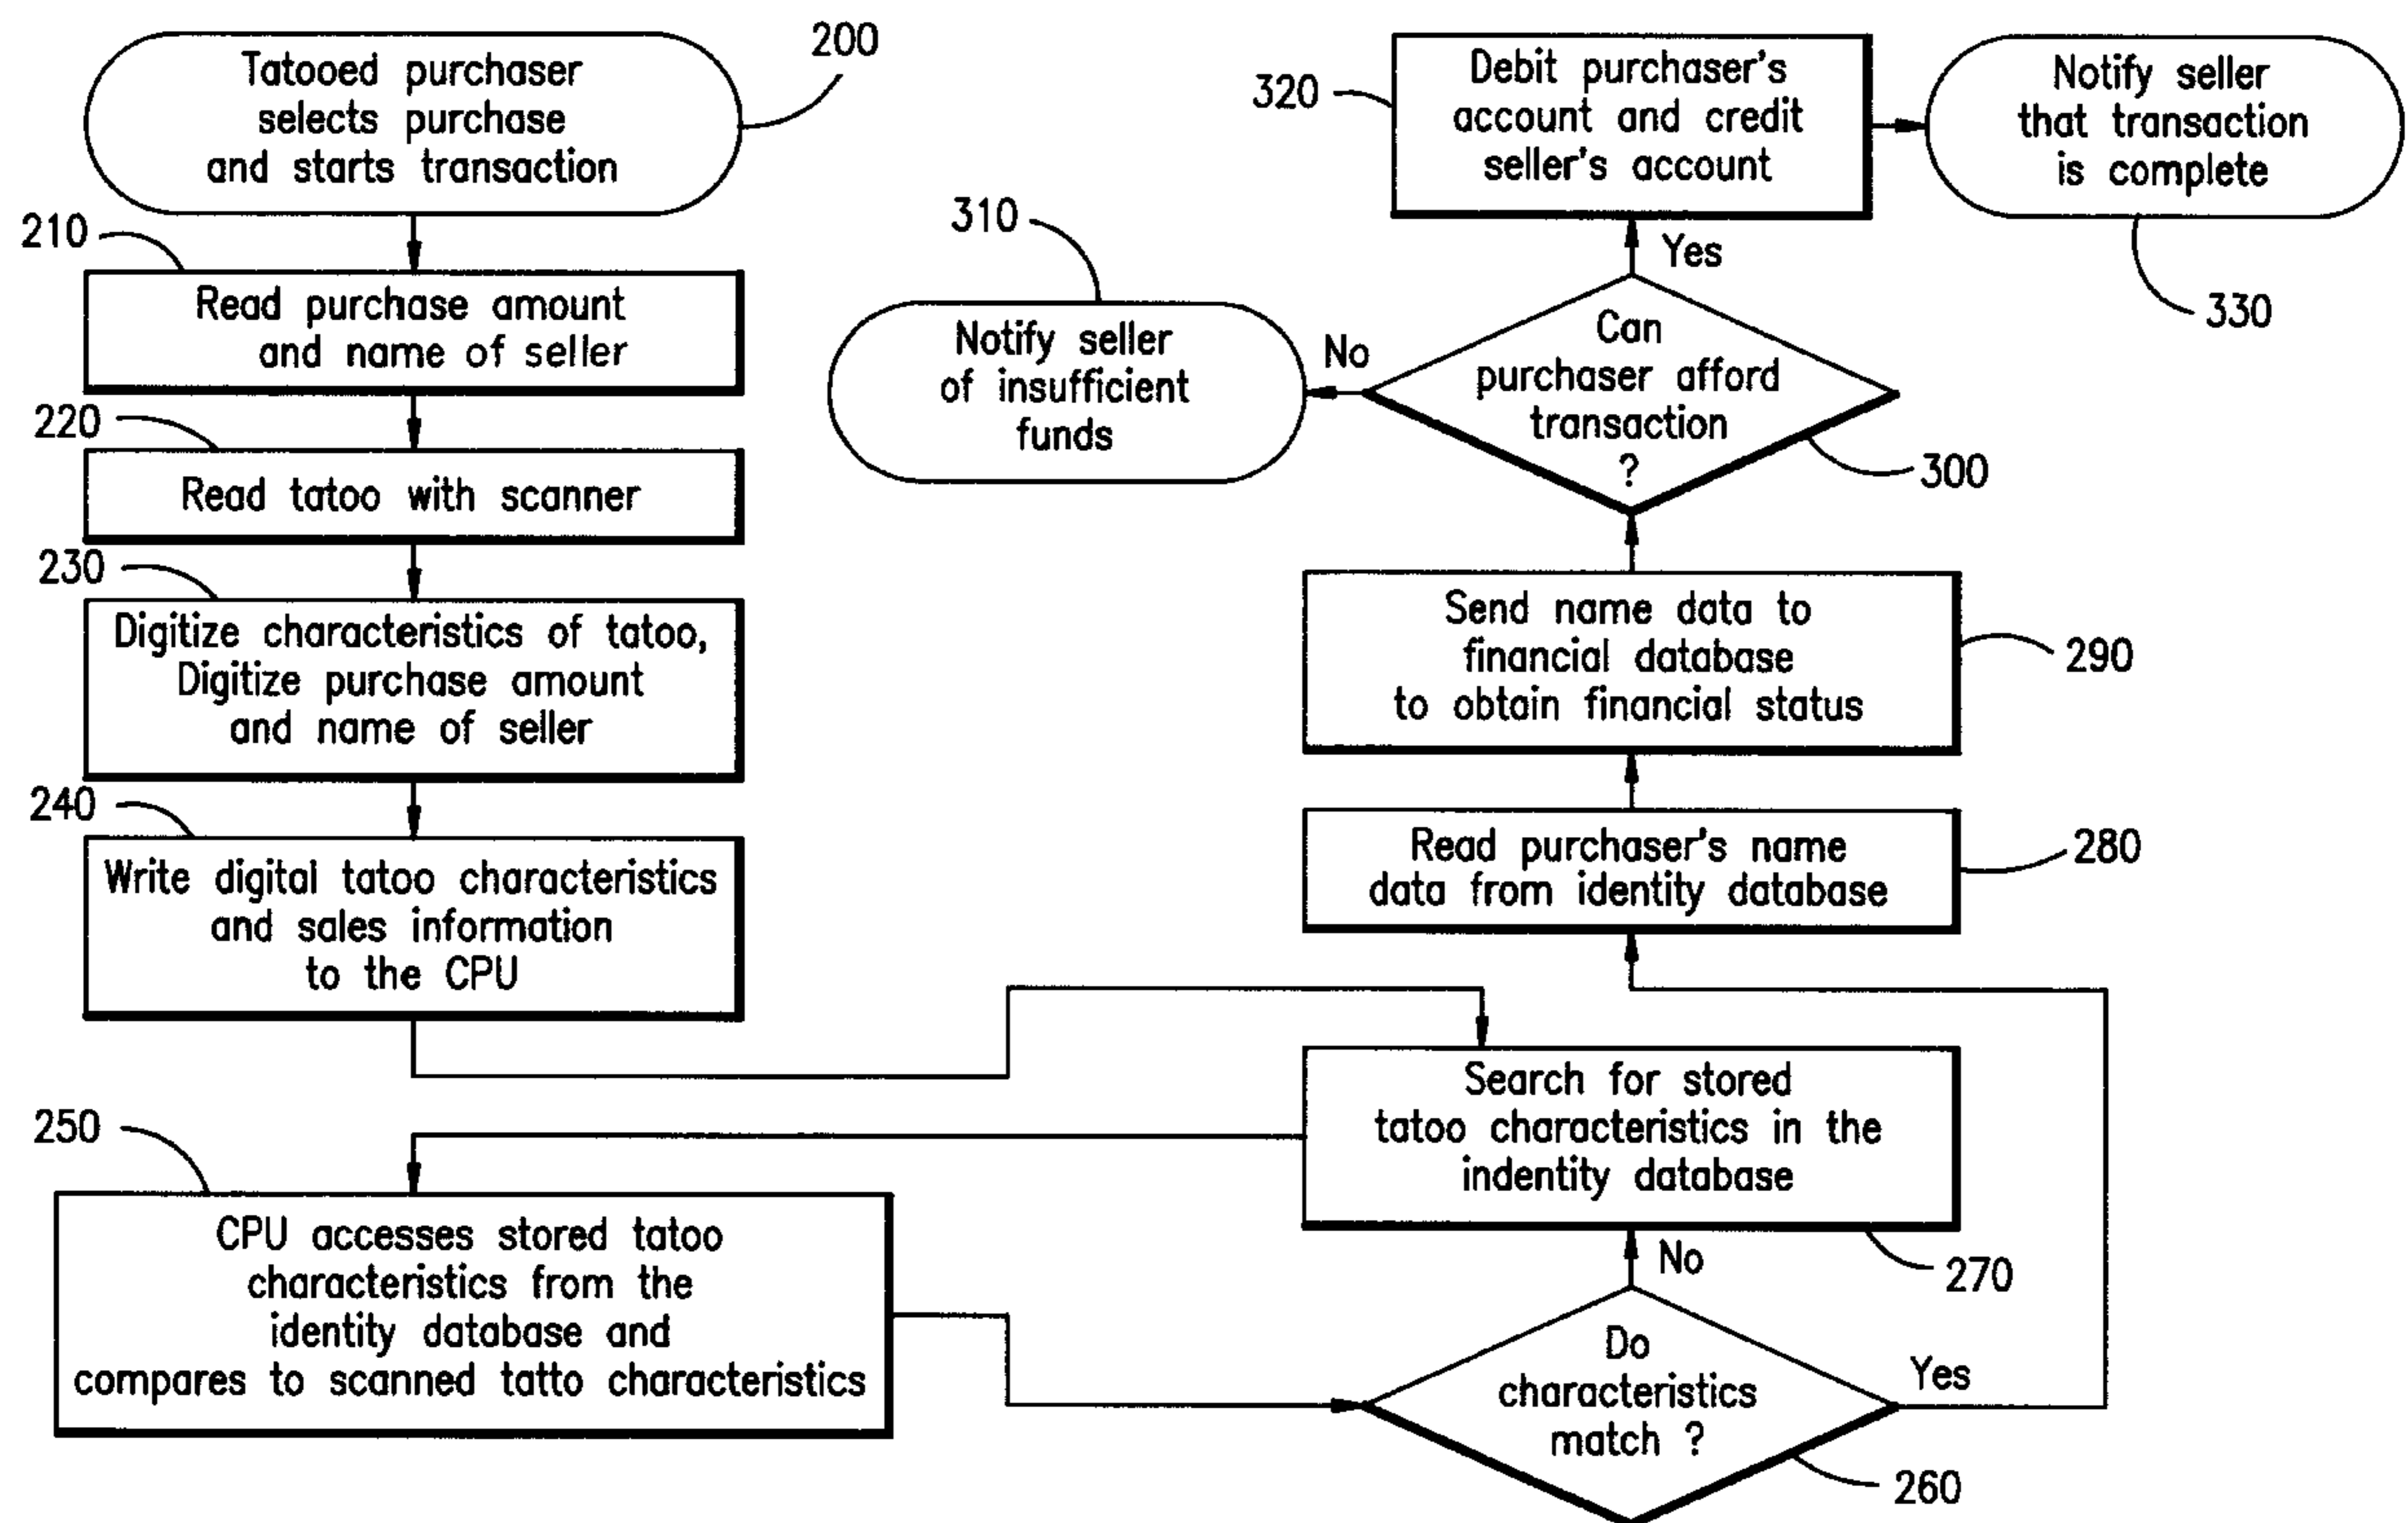 200
Tatooed purchaser
selects purchase
and starts transaction
210
Read purchase amount
and name of seller
220
Read tatoo with scanner
230
Digitize characteristics of tatoo,
Digitize purchase amount
and name of seller
240
Write digital tatoo characteristics
and sales information
to the CPU
250
CPU accesses stored tatoo
characteristics from the
identity database and
compares to scanned tatto characteristics
Do
characteristics
match ?
260
No
Yes
Search for stored
tatoo characteristics in the
indentity database
270
Read purchaser's name
data from identity database
280
Send name data to
financial database
to obtain financial status
290
Can
purchaser afford
transaction
?
300
No
Yes
310
Notify seller
of insufficient
funds
320
Debit purchaser's
account and credit
seller's account
Notify seller
that transaction
is complete
330